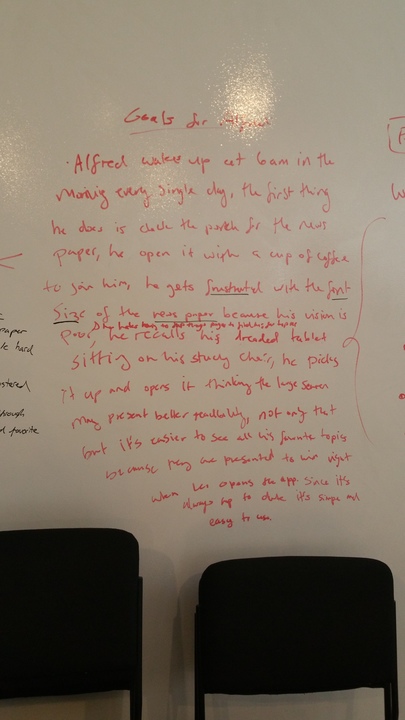 Goals for
• Alfred wakes up at 6am in the
morning every single day, the first thing
he does is check the porch for the news
paper, he open it with a cup of coffee
to join him, he gets frustrated with the font
Size of the news paper because his vision is
poor, he recalls his dreaded tablet
sitting on his study chair, he picks
it up and opens it thinking the large screen
may present better readability, not only that
but it's easier to see all his favorite topics
because they are presented to him right
when he opens the app since it's
always up to date it's simple and
easy to use
paper
hard
through
favorite